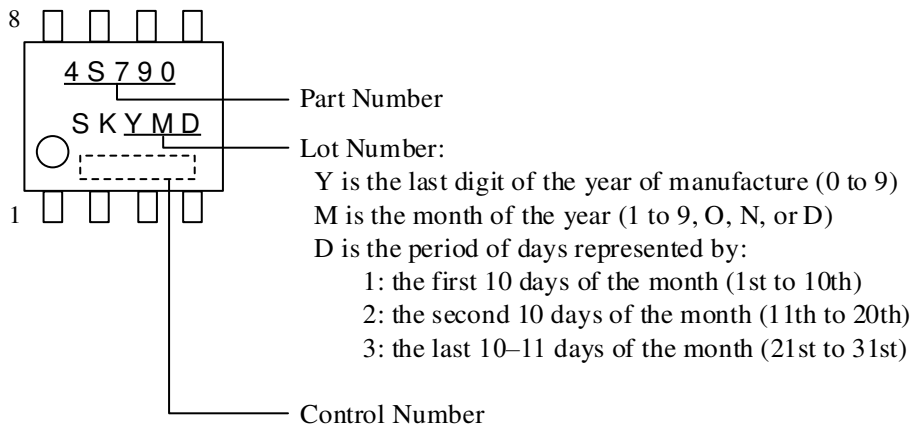 8
4S790
Part Number
SKYMD
Lot Number:
Y is the last digit of the year of manufacture (0 to 9)
M is the month of the year (1 to 9, O, N, or D)
1
D is the period of days represented by:
1: the first 10 days of the month (1st to 10th)
2: the second 10 days of the month (11th to 20th)
3: the last 10–11 days of the month (21st to 31st)
Control Number